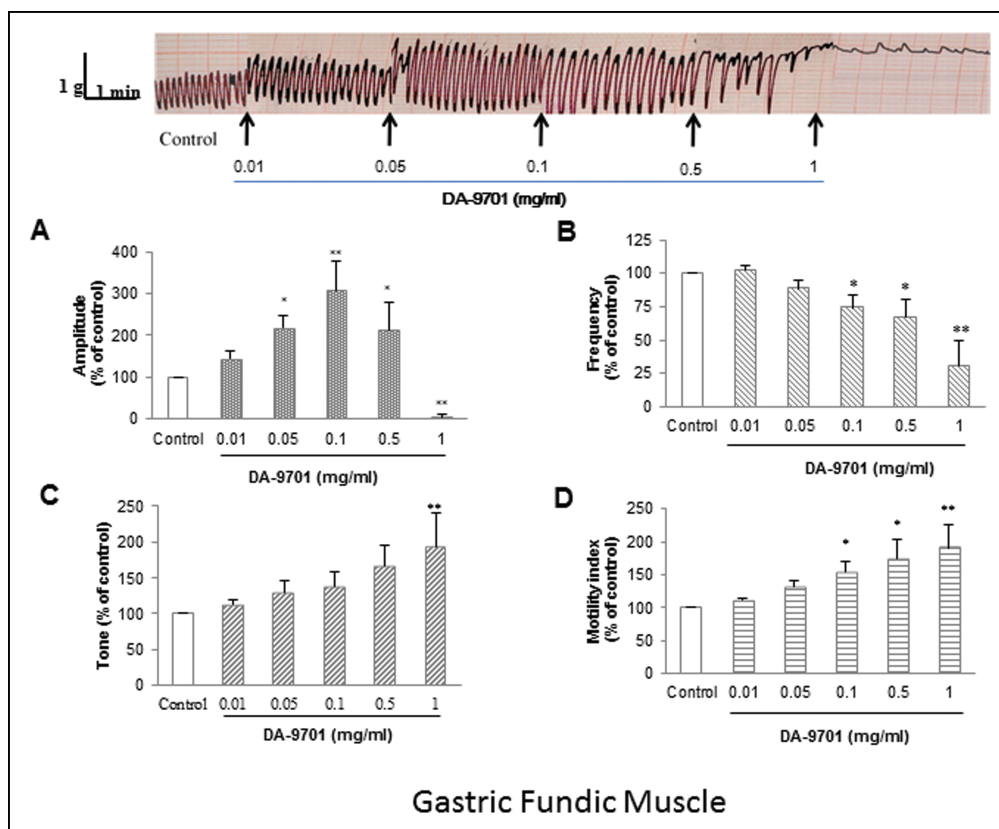 1 g
1 min
Control
0.01 0.05 0.1 0.5 1
DA-9701 (mg/ml)
A
Amplitude
(% of control)
400
300
200
100
0
* ** * **
Control 0.01 0.05 0.1 0.5 1
DA-9701 (mg/ml)
B
Frequency
(% of control)
125
100
75
50
25
0
* * **
Control 0.01 0.05 0.1 0.5 1
DA-9701 (mg/ml)
C
Tone (% of control)
250
200
150
100
50
0
**
Control 0.01 0.05 0.1 0.5 1
DA-9701 (mg/ml)
D
Motility index
(% of control)
250
200
150
100
50
0
* * **
Control 0.01 0.05 0.1 0.5 1
DA-9701 (mg/ml)
Gastric Fundic Muscle